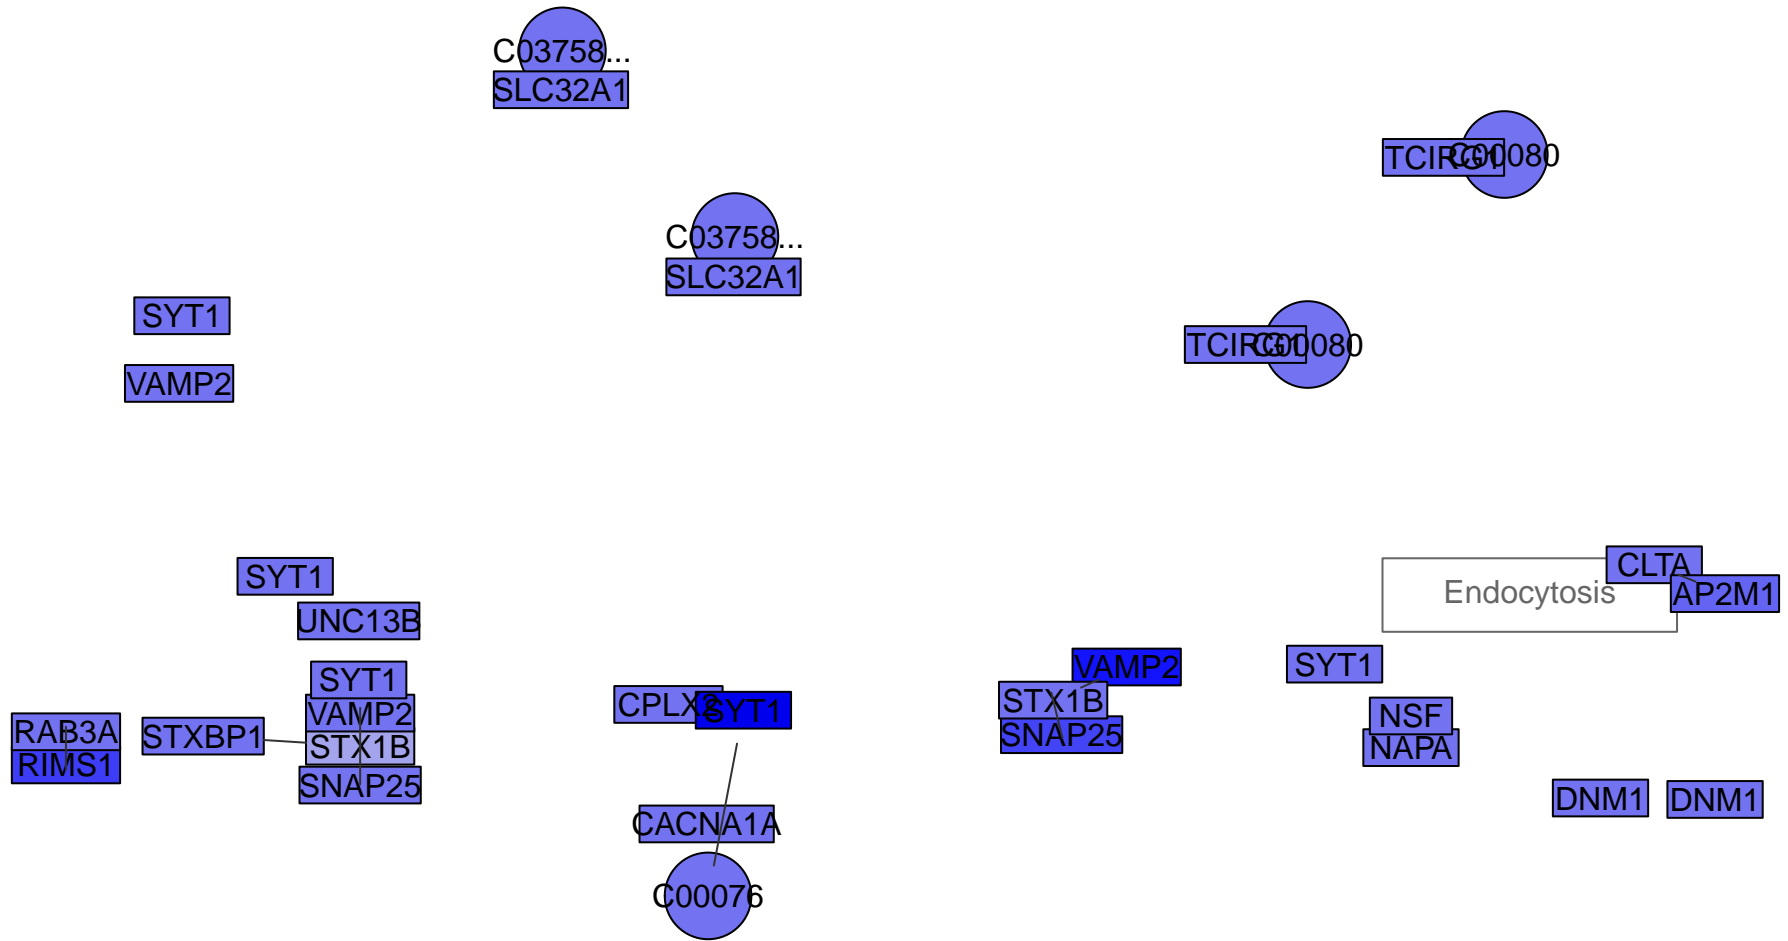 C03758...
SLC32A1
TCIRG1
C00080
C03758...
SLC32A1
SYT1
TCIRG1
C00080
VAMP2
CLTA
SYT1
Endocytosis
AP2M1
UNC13B
SYT1
VAMP2
SYT1
STX1B
CPLX2
SYT1
VAMP2
NSF
RAB3A
STXBP1
STX1B
SNAP25
NAPA
RIMS1
SNAP25
DNM1
DNM1
CACNA1A
C00076